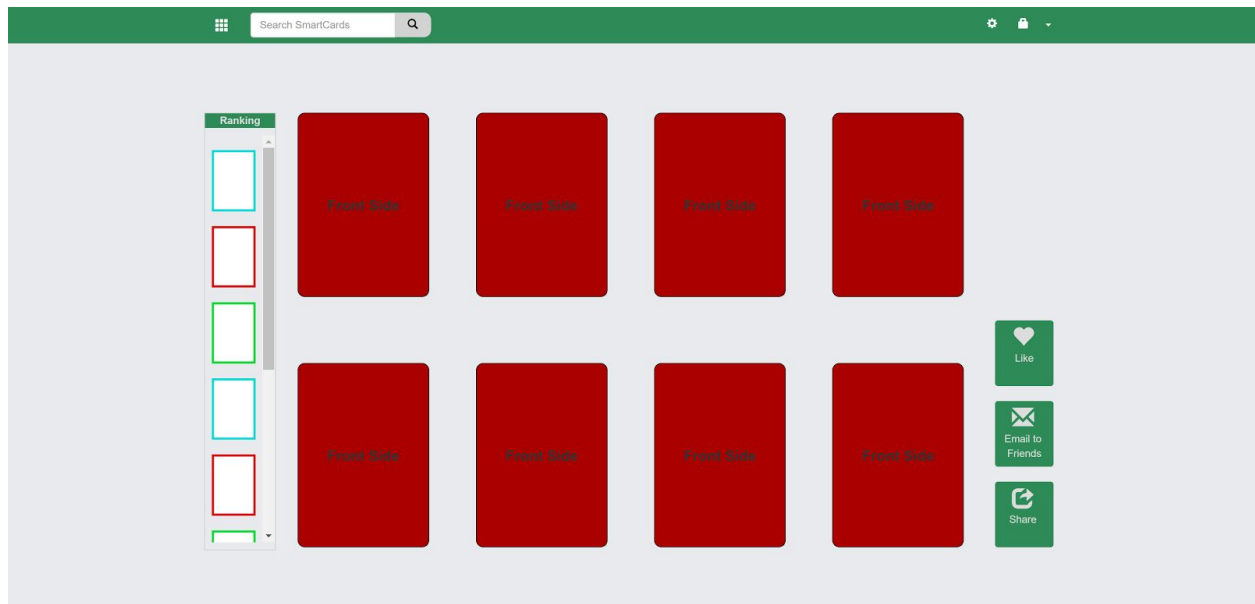 Search SmartCards
Ranking
Front Side
Front Side
Front Side
Front Side
Like
Front Side
Front Side
Front Side
Front Side
Email to
Friends
Share